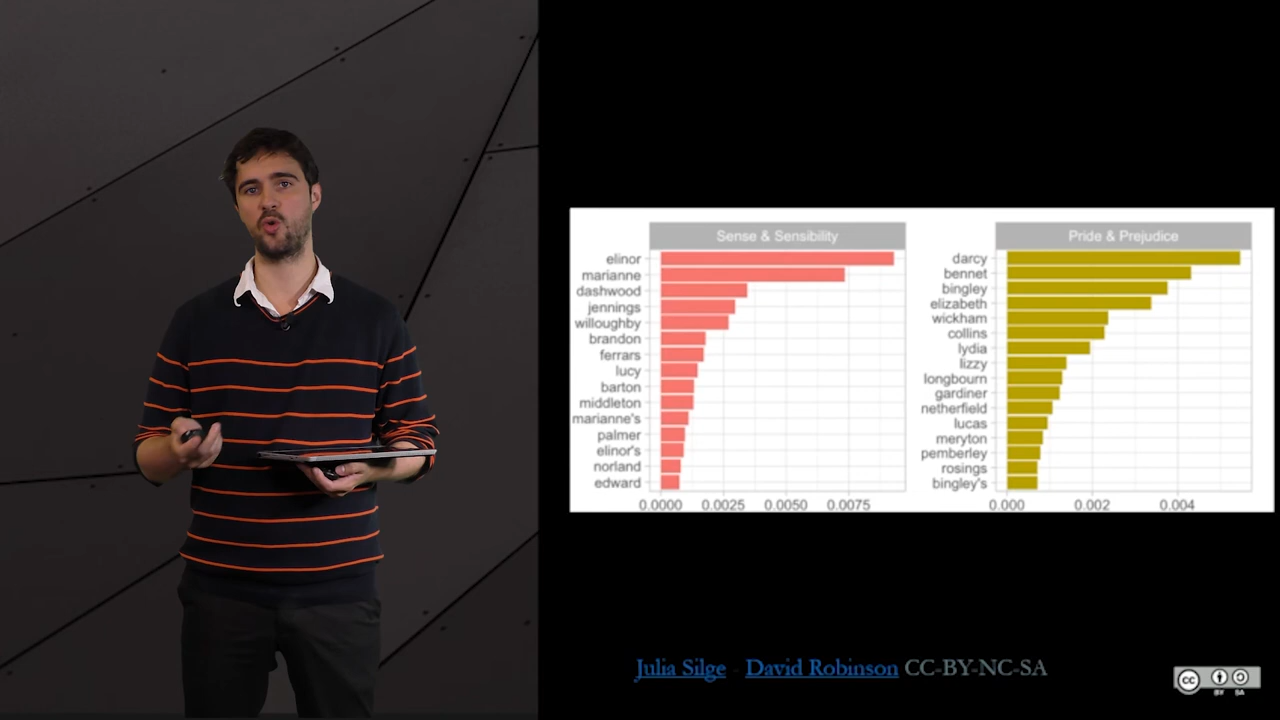 Sense & Sensibility
elinor
marianne
dashwood
jennings
willoughby
brandon
ferrars
lucy
barton
middleton
marianne's
palmer
elinor's
norland
edward
0.0000 0.0025 0.0050 0.0075
Pride & Prejudice
darcy
bennet
bingley
elizabeth
wickham
collins
lydia
lizzy
longbourn
gardiner
netherfield
lucas
meryton
pemberley
rosings
bingley's
0.000 0.002 0.004
Julia Silge - David Robinson CC-BY-NC-SA
cc
BY SA